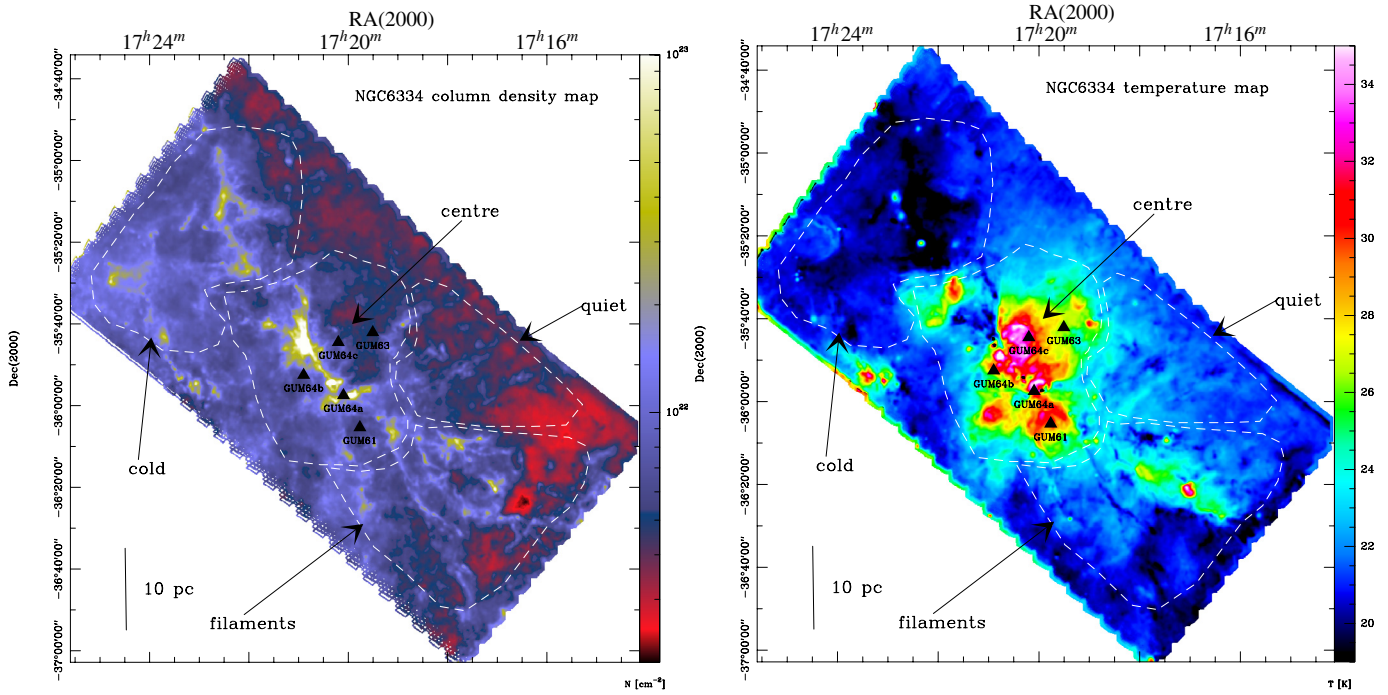 RA(2000)
17ʰ24ᵐ 17ʰ20ᵐ 17ʰ16ᵐ
Dec(2000)
−34°40′00″
−35°00′00″
−35°20′00″
−35°40′00″
−36°00′00″
−36°20′00″
−36°40′00″
−37°00′00″
NGC6334 column density map
centre
quiet
GUM63
GUM64c
GUM64b
GUM64a
GUM61
cold
10 pc
filaments
10²³
10²²
N [cm⁻²]
RA(2000)
17ʰ24ᵐ 17ʰ20ᵐ 17ʰ16ᵐ
Dec(2000)
−34°40′00″
−35°00′00″
−35°20′00″
−35°40′00″
−36°00′00″
−36°20′00″
−36°40′00″
−37°00′00″
NGC6334 temperature map
centre
quiet
GUM63
GUM64c
GUM64b
GUM64a
GUM61
cold
10 pc
filaments
34
32
30
28
26
24
22
20
T [K]